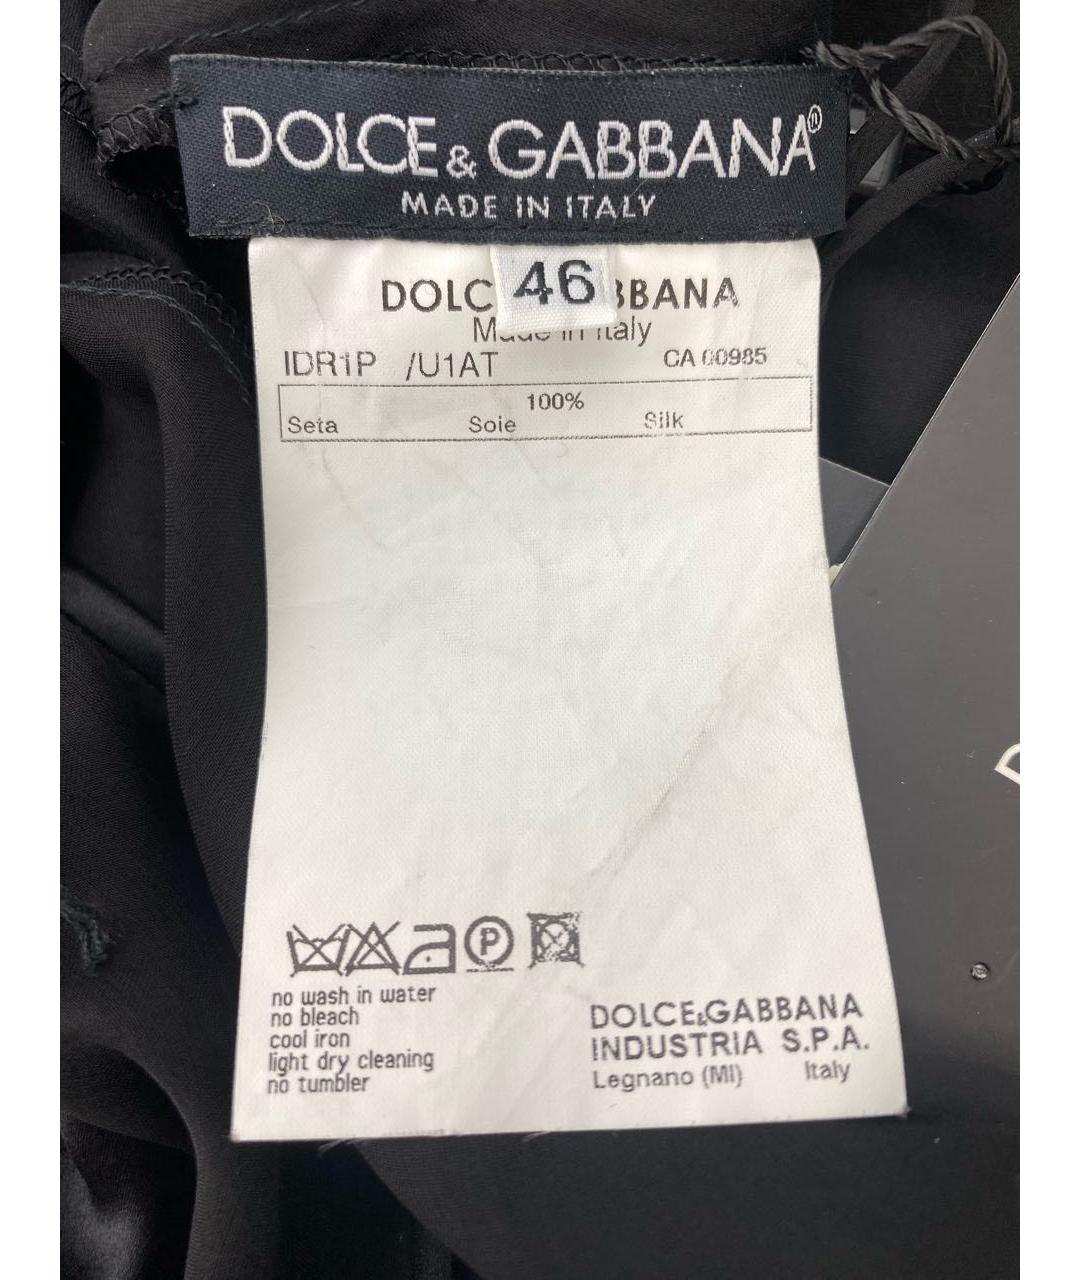 DOLCE & GABBANA
MADE IN ITALY
46
DOLC BBANA
Made in Italy
IDR1P /U1AT CA 00985
100%
Seta Soie Silk
P
no wash in water
no bleach
cool iron
light dry cleaning
no tumbler
DOLCE&GABBANA
INDUSTRIA S.P.A.
Legnano (MI) Italy